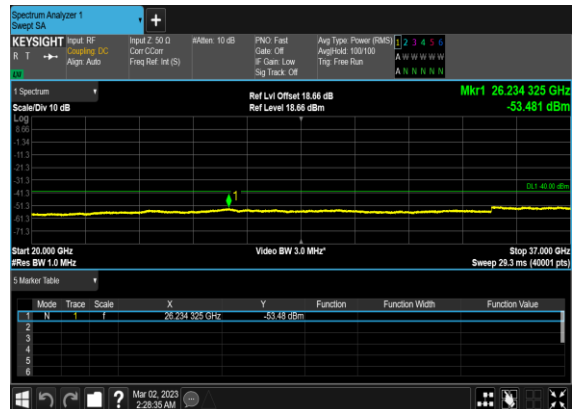 Spectrum Analyzer 1
Swept SA
+
KEYSIGHT Input: RF Input Z: 50 Ω #Atten: 10 dB PNO: Fast Avg Type: Power (RMS) 1 2 3 4 5 6
R T Coupling: DC Corr CCorr Gate: Off Avg|Hold: 100/100 A W W W W W
Align: Auto Freq Ref: Int (S) IF Gain: Low Trig: Free Run
Sig Track: Off A N N N N N
LW
1 Spectrum Ref Lvl Offset 18.66 dB Mkr1 26.234 325 GHz
Scale/Div 10 dB Ref Level 18.66 dBm -53.481 dBm
Log
8.66
-1.34
-11.3
-21.3
-31.3
DL1 -40.00 dBm
-41.3
1
-51.3
-61.3
-71.3
Start 20.000 GHz Video BW 3.0 MHz* Stop 37.000 GHz
#Res BW 1.0 MHz Sweep 29.3 ms (40001 pts)
5 Marker Table
Mode Trace Scale X Y Function Function Width Function Value
1 N 1 f 26.234 325 GHz -53.48 dBm
2
3
4
5
6
? Mar 02, 2023
2:28:35 AM